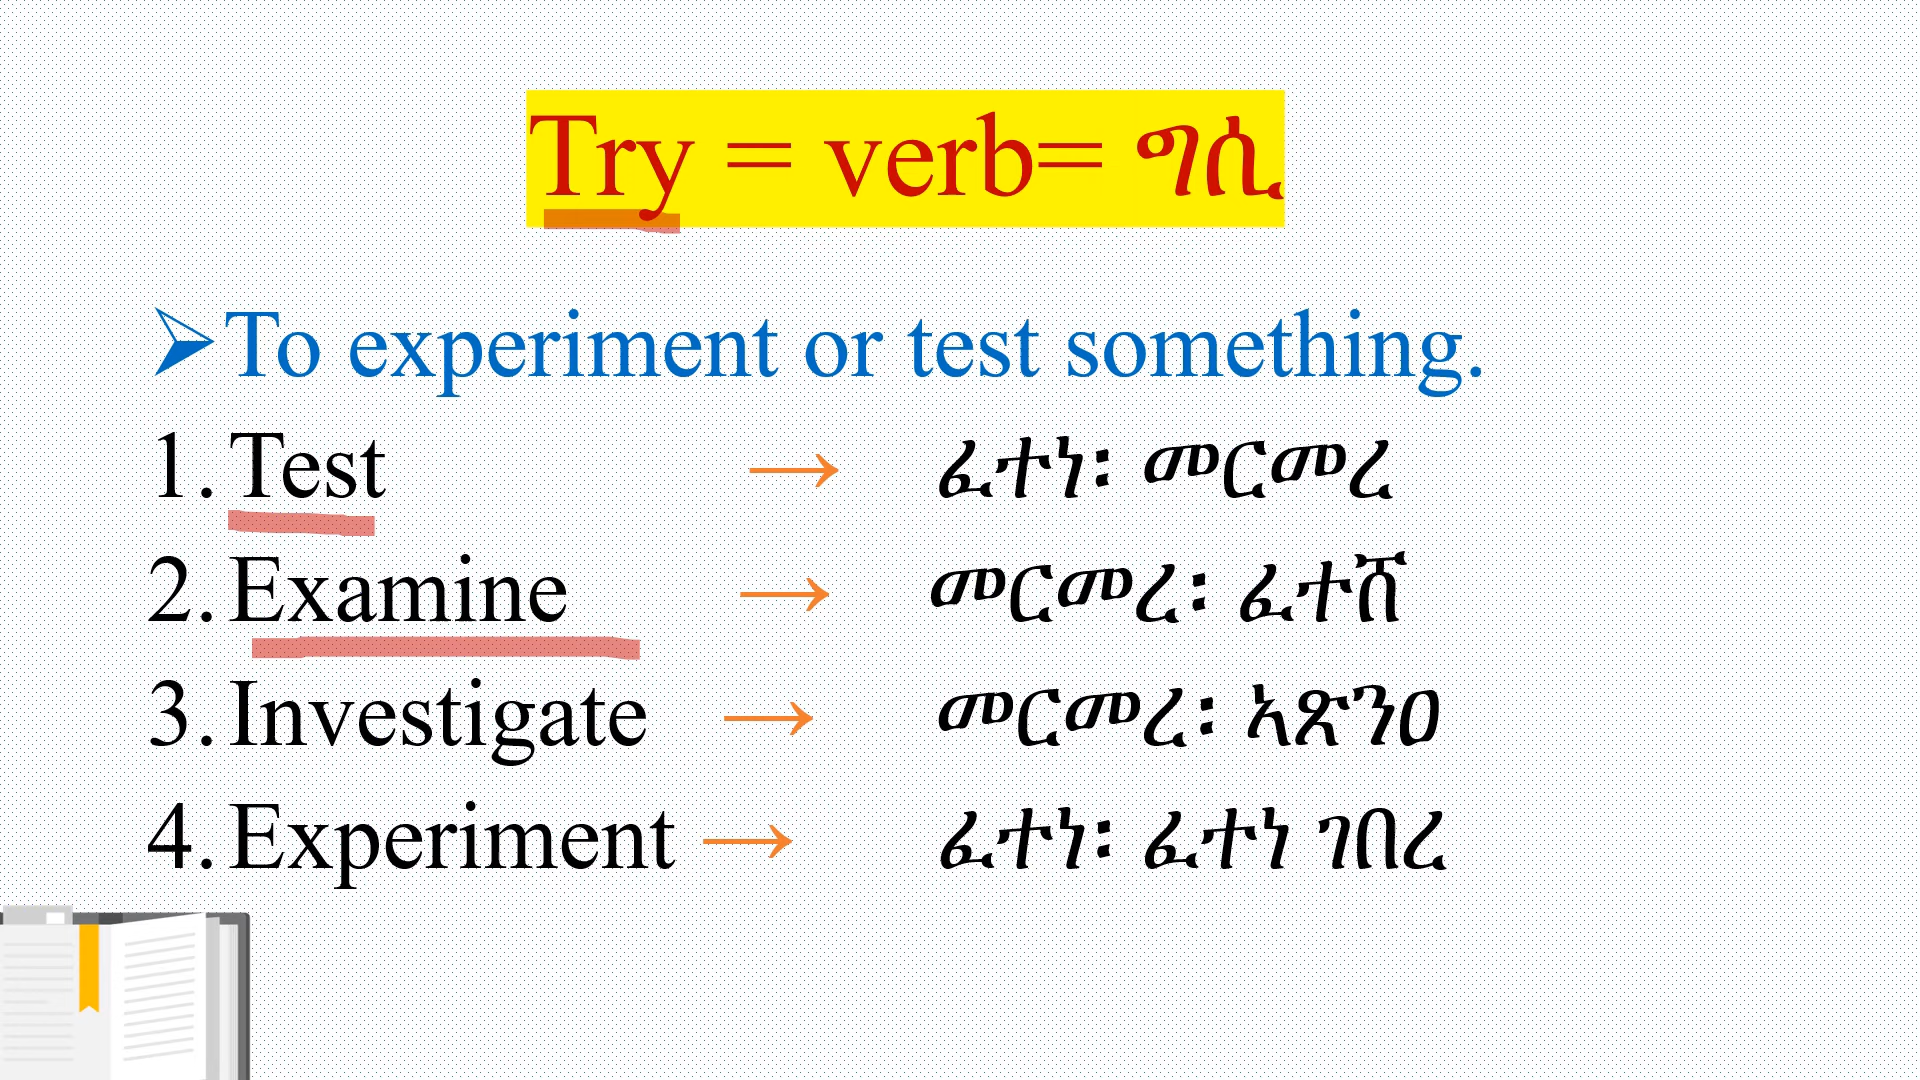 Try = verb= ግሲ
To experiment or test something.
1. Test → ፈተነ፡ መርመረ
2. Examine → መርመረ፡ ፈተሸ
3. Investigate → መርመረ፡ ኣጽንዐ
4. Experiment → ፈተነ፡ ፈተነ ገበረ